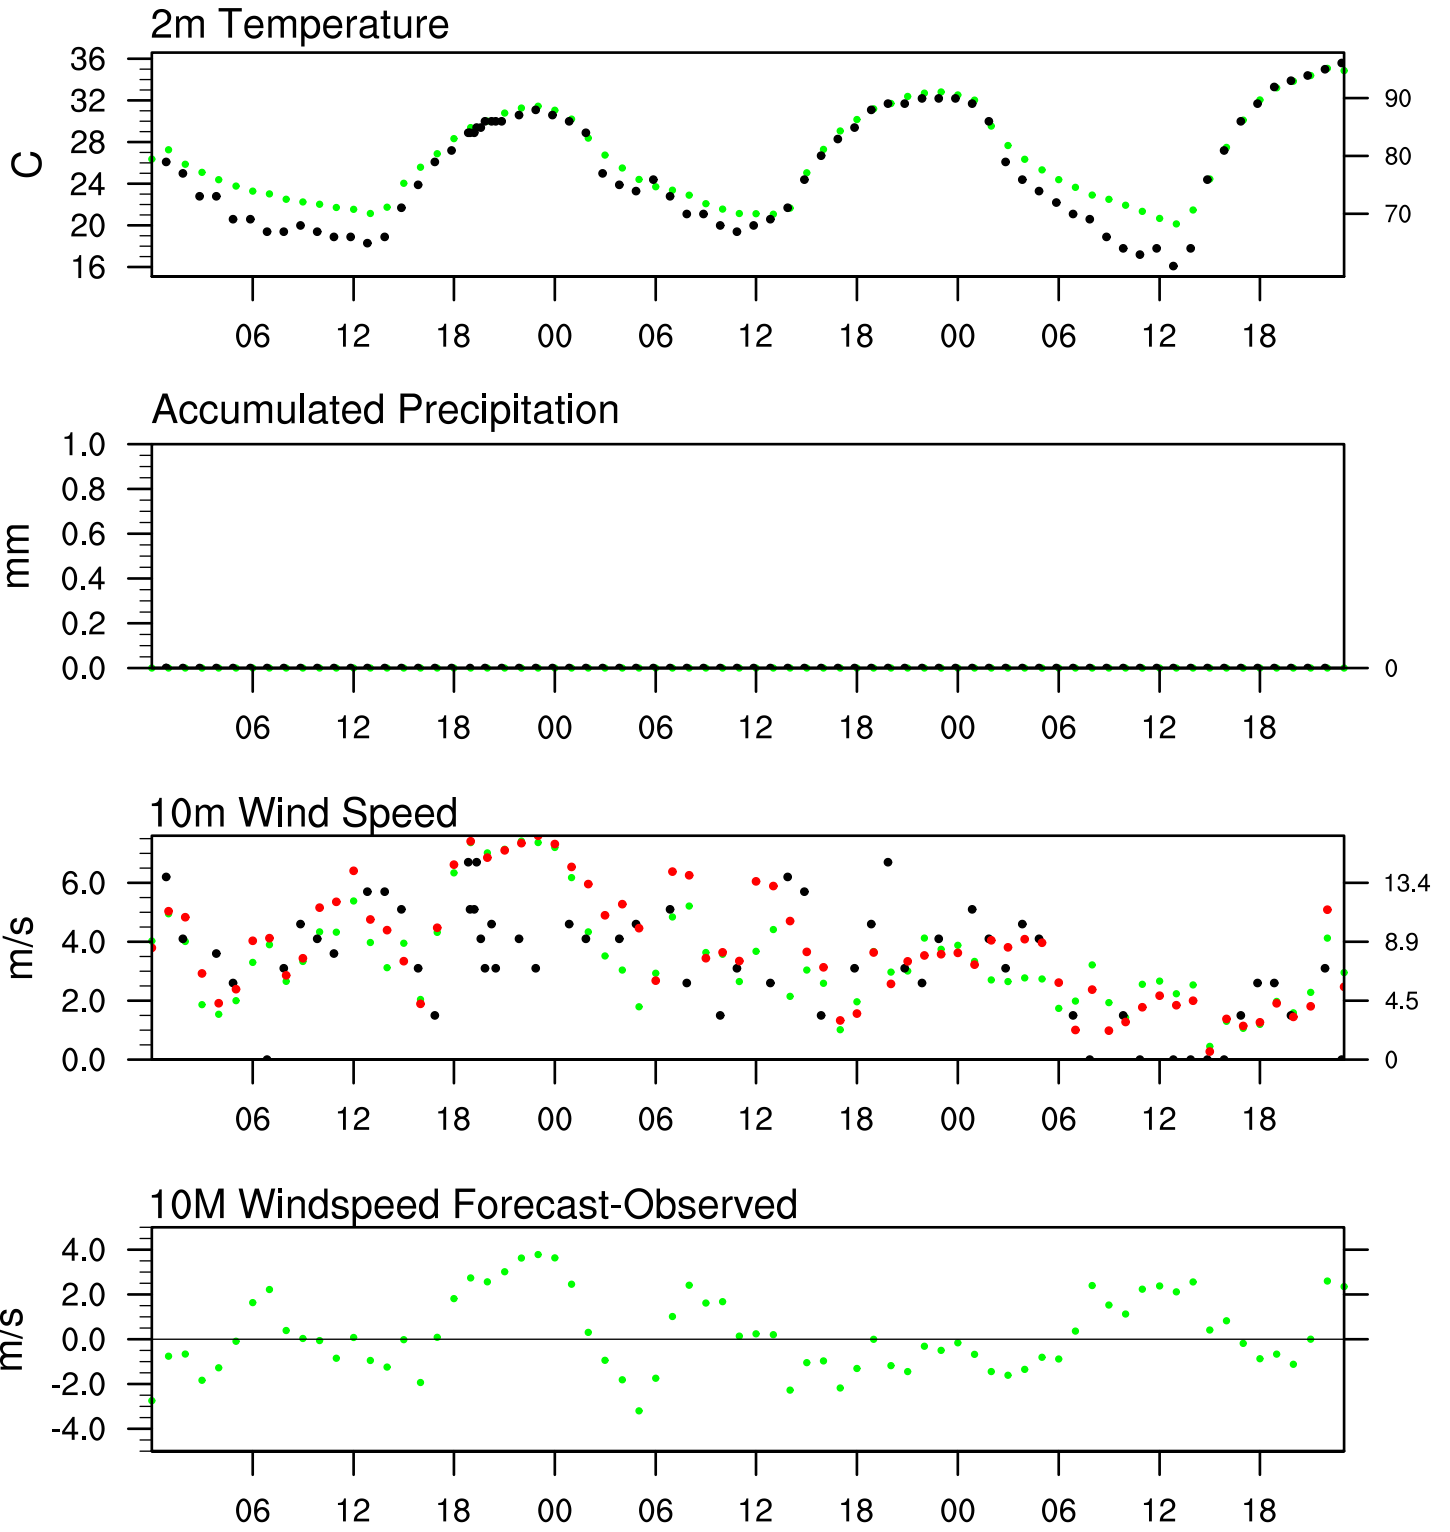 2m Temperature
36
32
28
24
20
16
C
90
80
70
06 12 18 00 06 12 18 00 06 12 18
Accumulated Precipitation
1.0
0.8
0.6
0.4
0.2
0.0
mm
0
06 12 18 00 06 12 18 00 06 12 18
10m Wind Speed
6.0
4.0
2.0
0.0
m/s
13.4
8.9
4.5
0
06 12 18 00 06 12 18 00 06 12 18
10M Windspeed Forecast-Observed
4.0
2.0
0.0
-2.0
-4.0
m/s
06 12 18 00 06 12 18 00 06 12 18